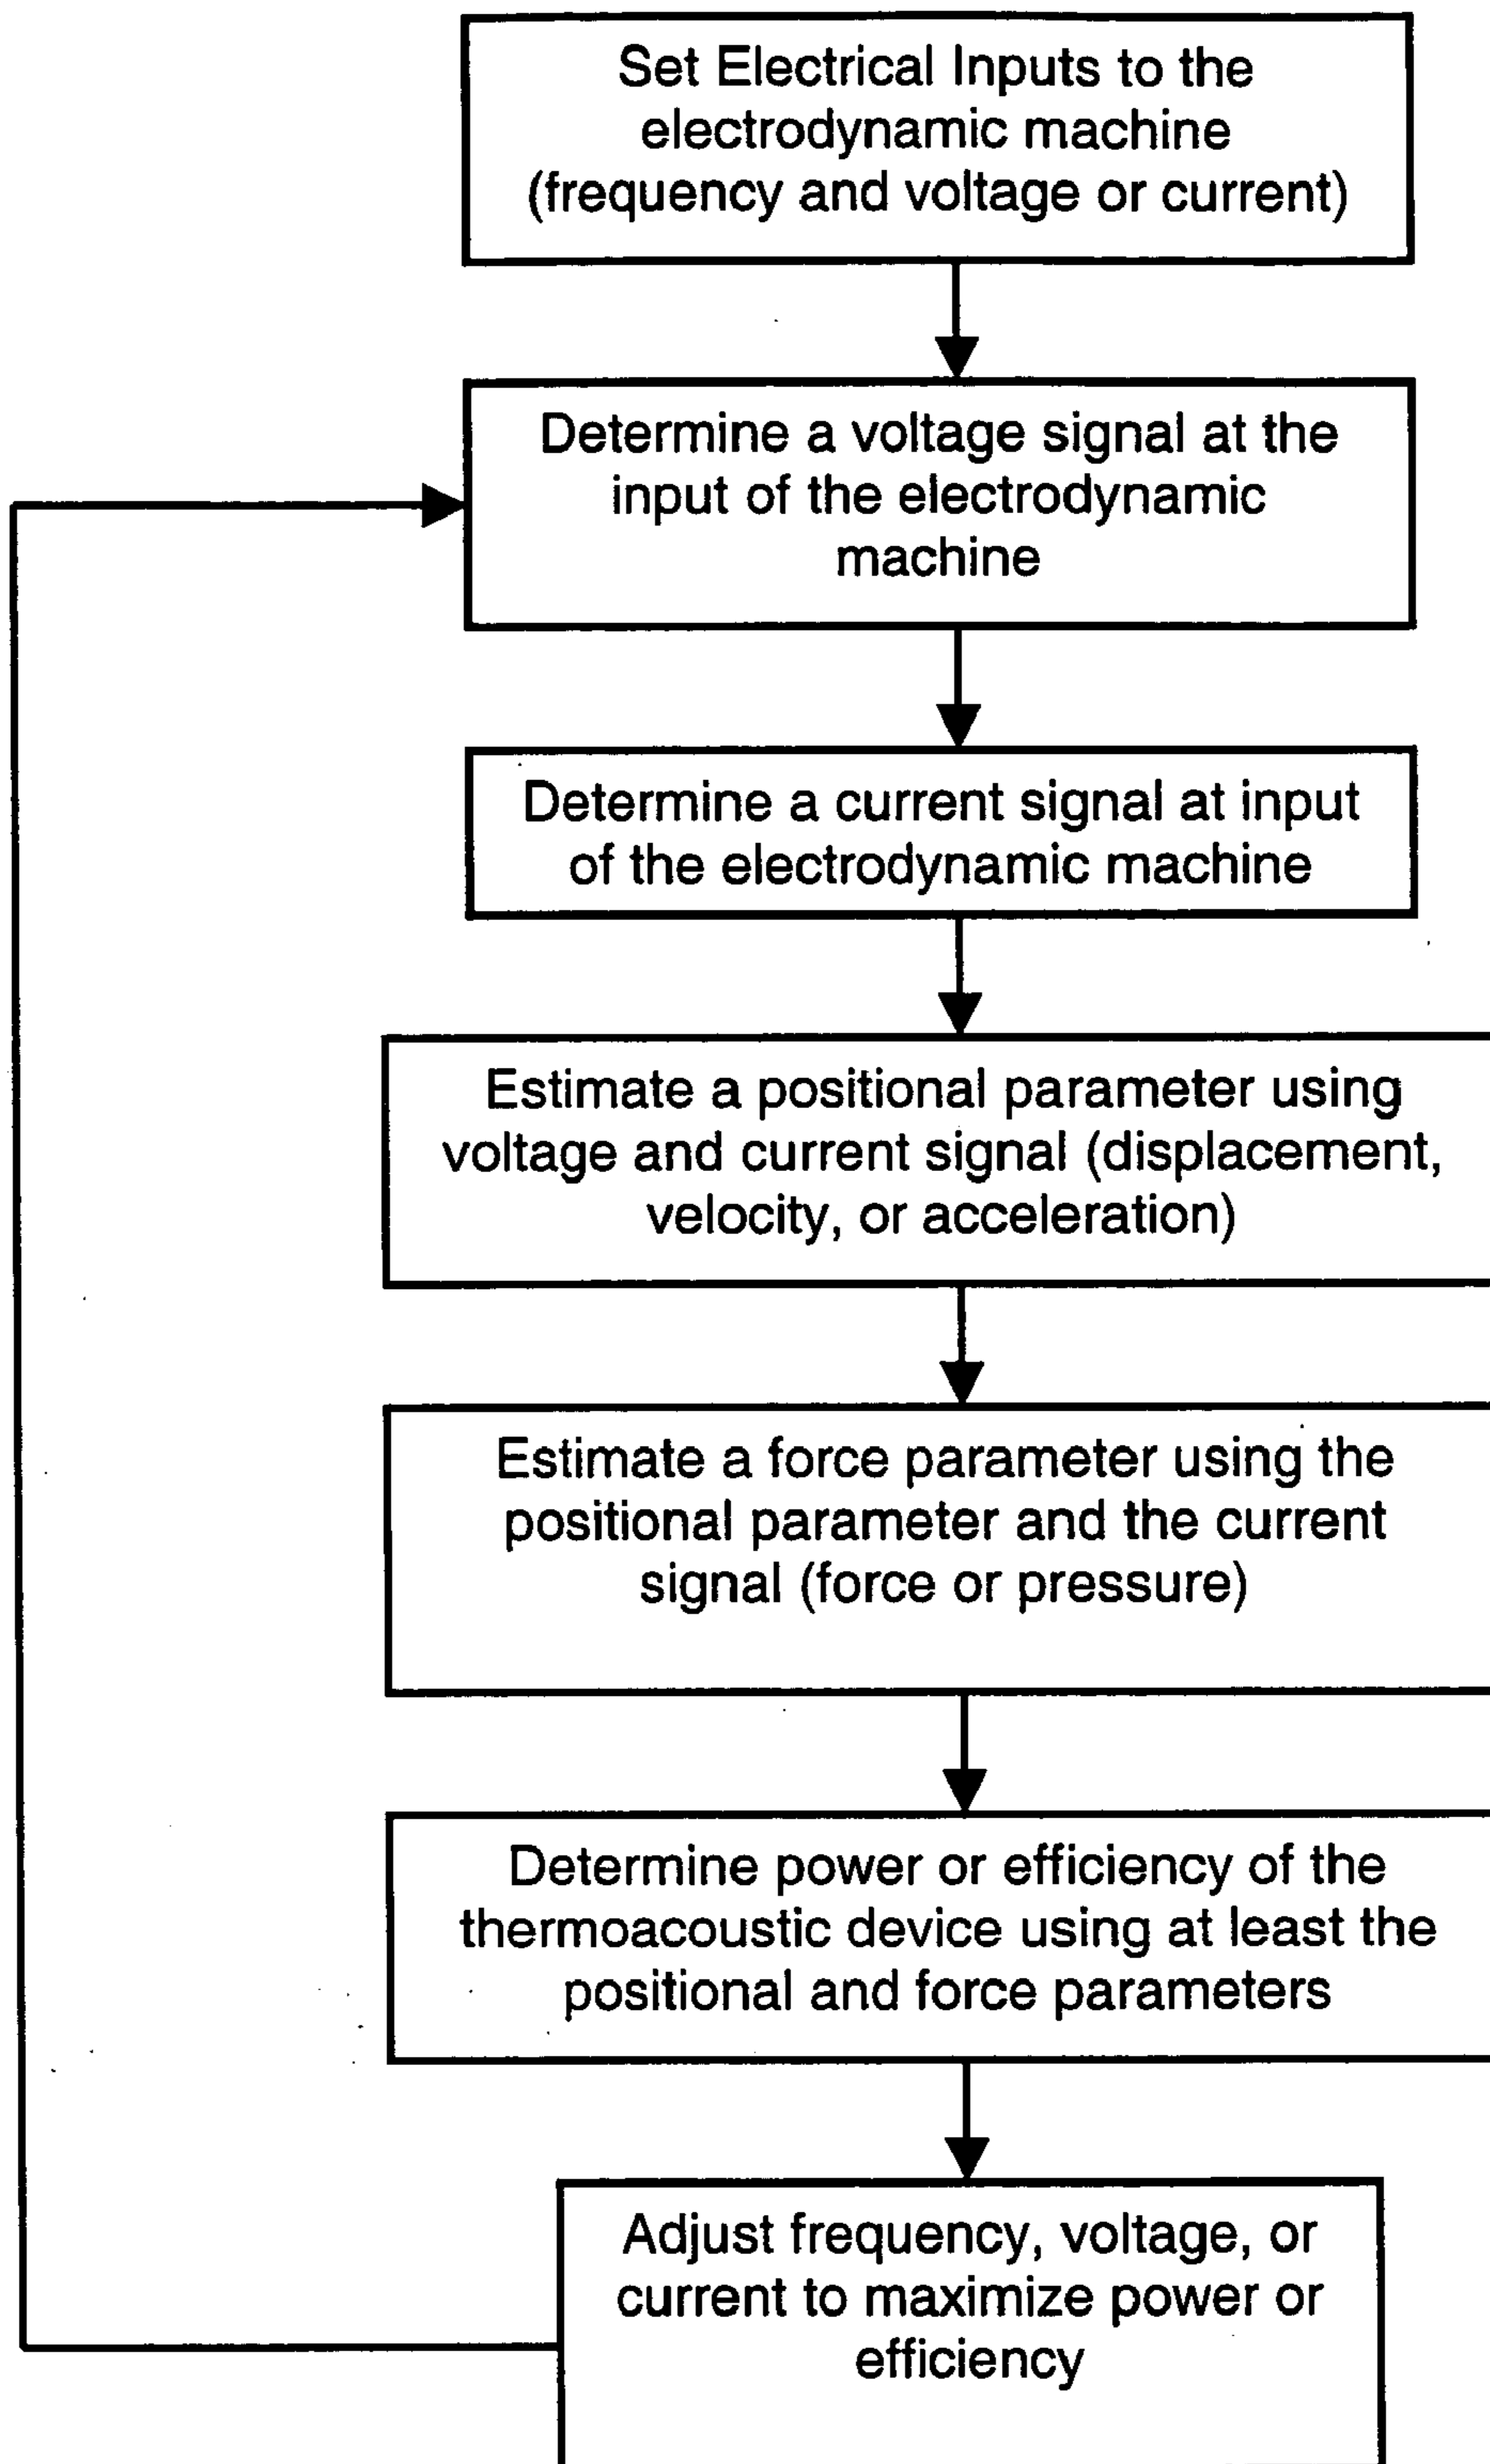 Set Electrical Inputs to the
electrodynamic machine
(frequency and voltage or current)
Determine a voltage signal at the
input of the electrodynamic
machine
Determine a current signal at input
of the electrodynamic machine
Estimate a positional parameter using
voltage and current signal (displacement,
velocity, or acceleration)
Estimate a force parameter using the
positional parameter and the current
signal (force or pressure)
Determine power or efficiency of the
thermoacoustic device using at least the
positional and force parameters
Adjust frequency, voltage, or
current to maximize power or
efficiency